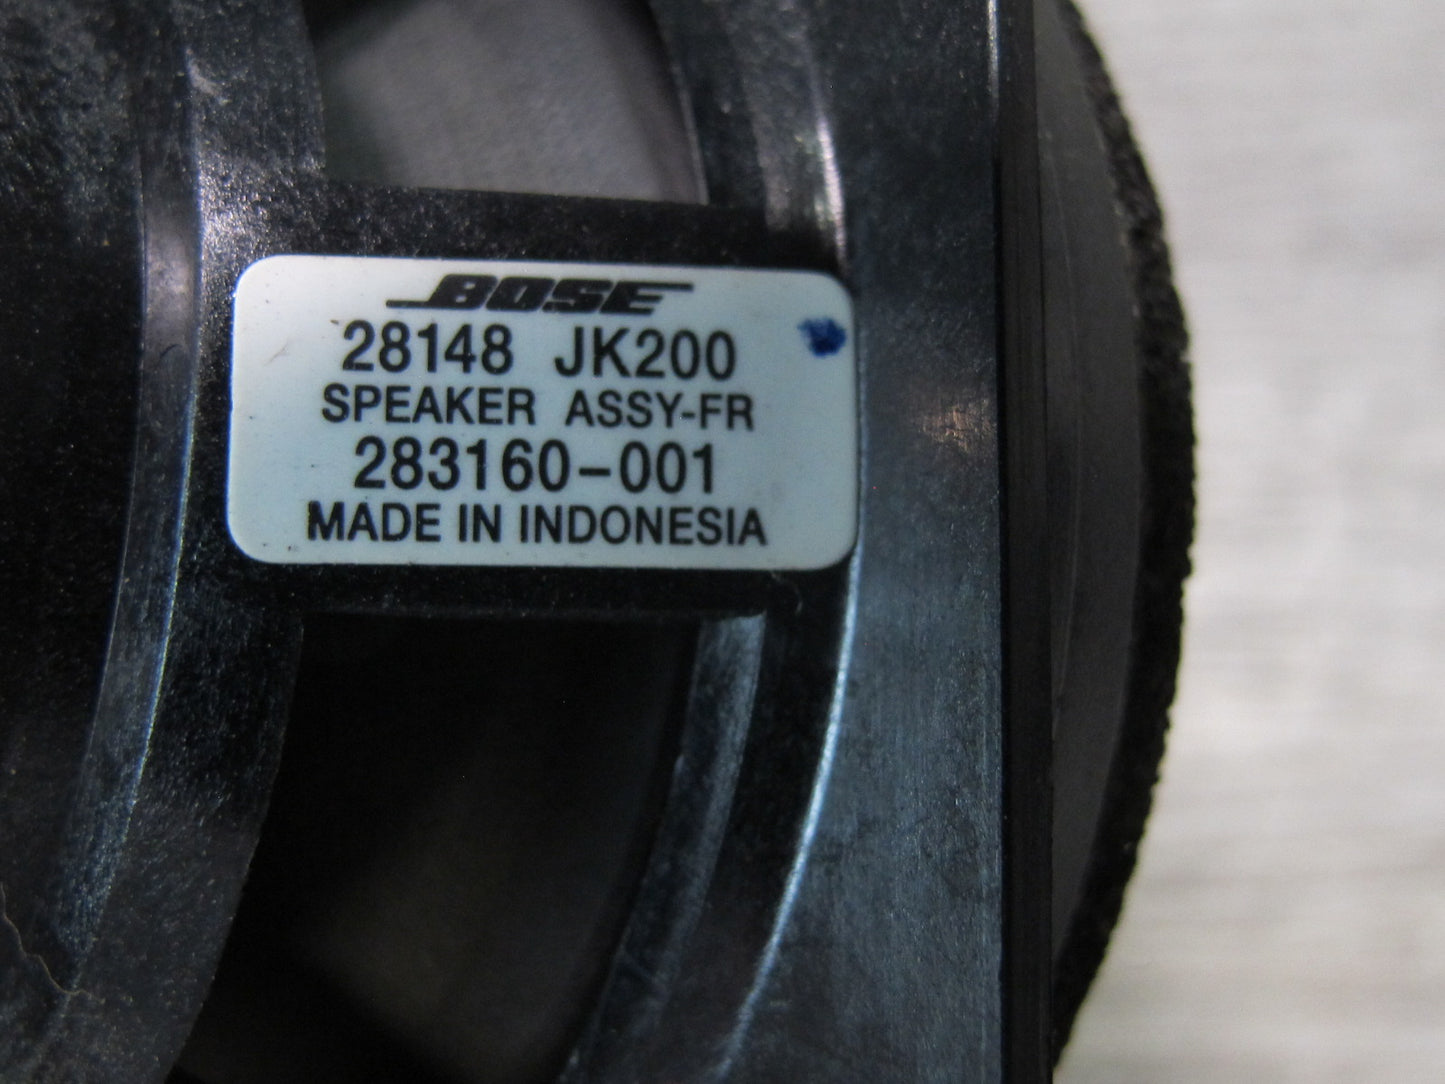 BOSE
28148 JK200
SPEAKER ASSY-FR
283160-001
MADE IN INDONESIA